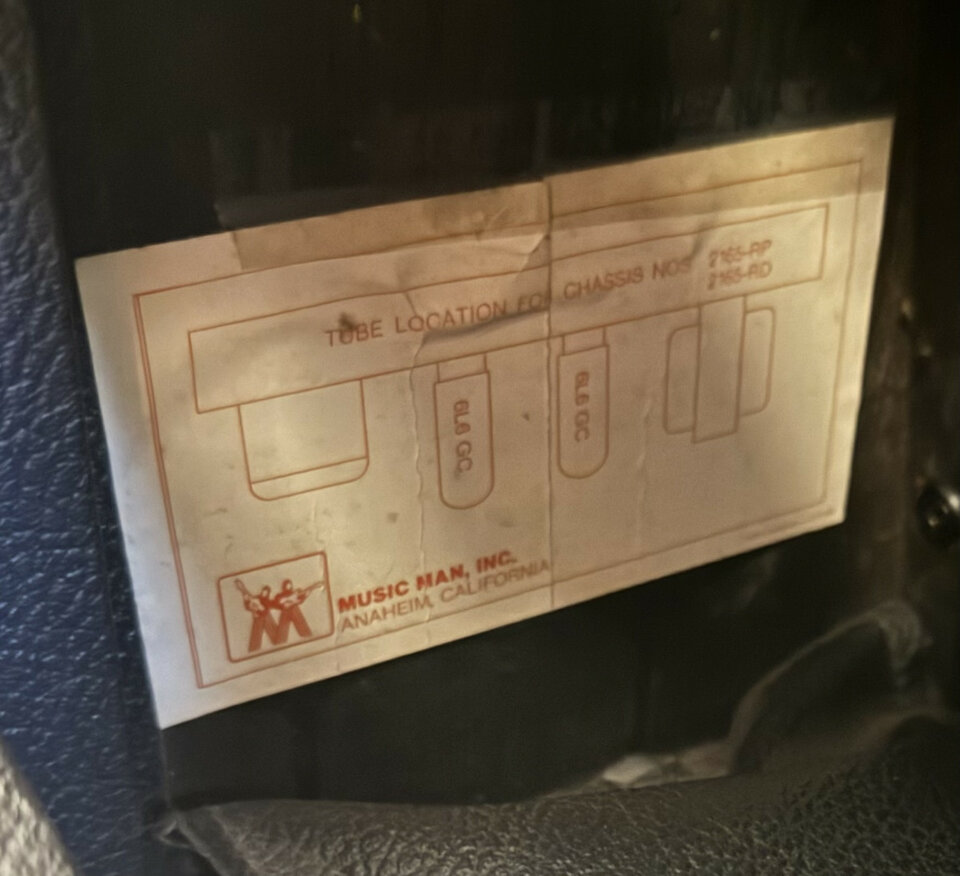 TUBE LOCATION FOR CHASSIS NOS 2165-RP
2165-RD
6L6 GC
6L6 GC
MUSIC MAN, INC.
ANAHEIM, CALIFORNIA